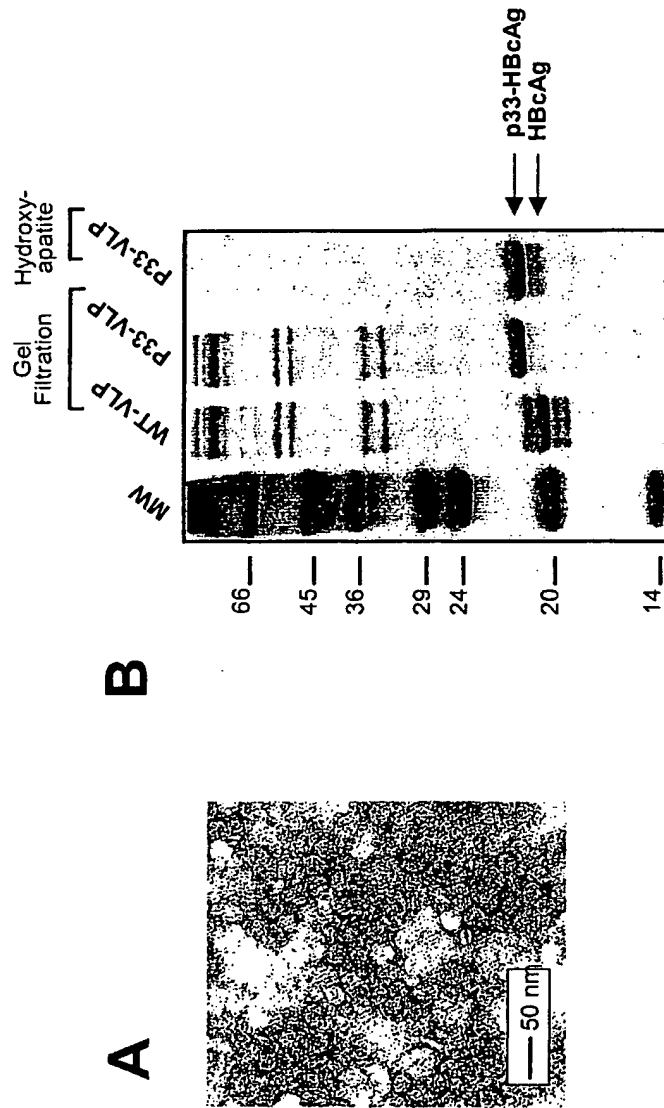 A
50 nm
B
Gel
Filtration
Hydroxy-
apatite
MW
WT-VLP
P33-VLP
P33-VLP
66
45
36
29
24
20
14
p33-HBcAg
HBcAg